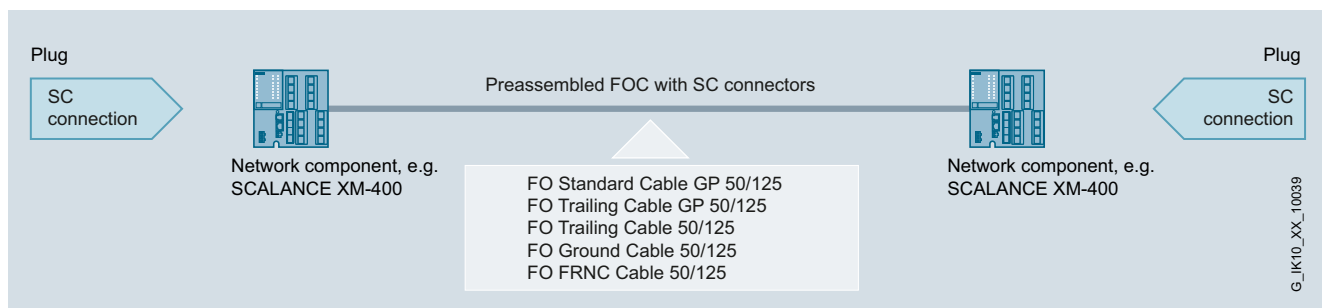 Plug
SC
connection
Network component, e.g.
SCALANCE XM-400
Preassembled FOC with SC connectors
FO Standard Cable GP 50/125
FO Trailing Cable GP 50/125
FO Trailing Cable 50/125
FO Ground Cable 50/125
FO FRNC Cable 50/125
Network component, e.g.
SCALANCE XM-400
Plug
SC
connection
G_IK10_XX_10039